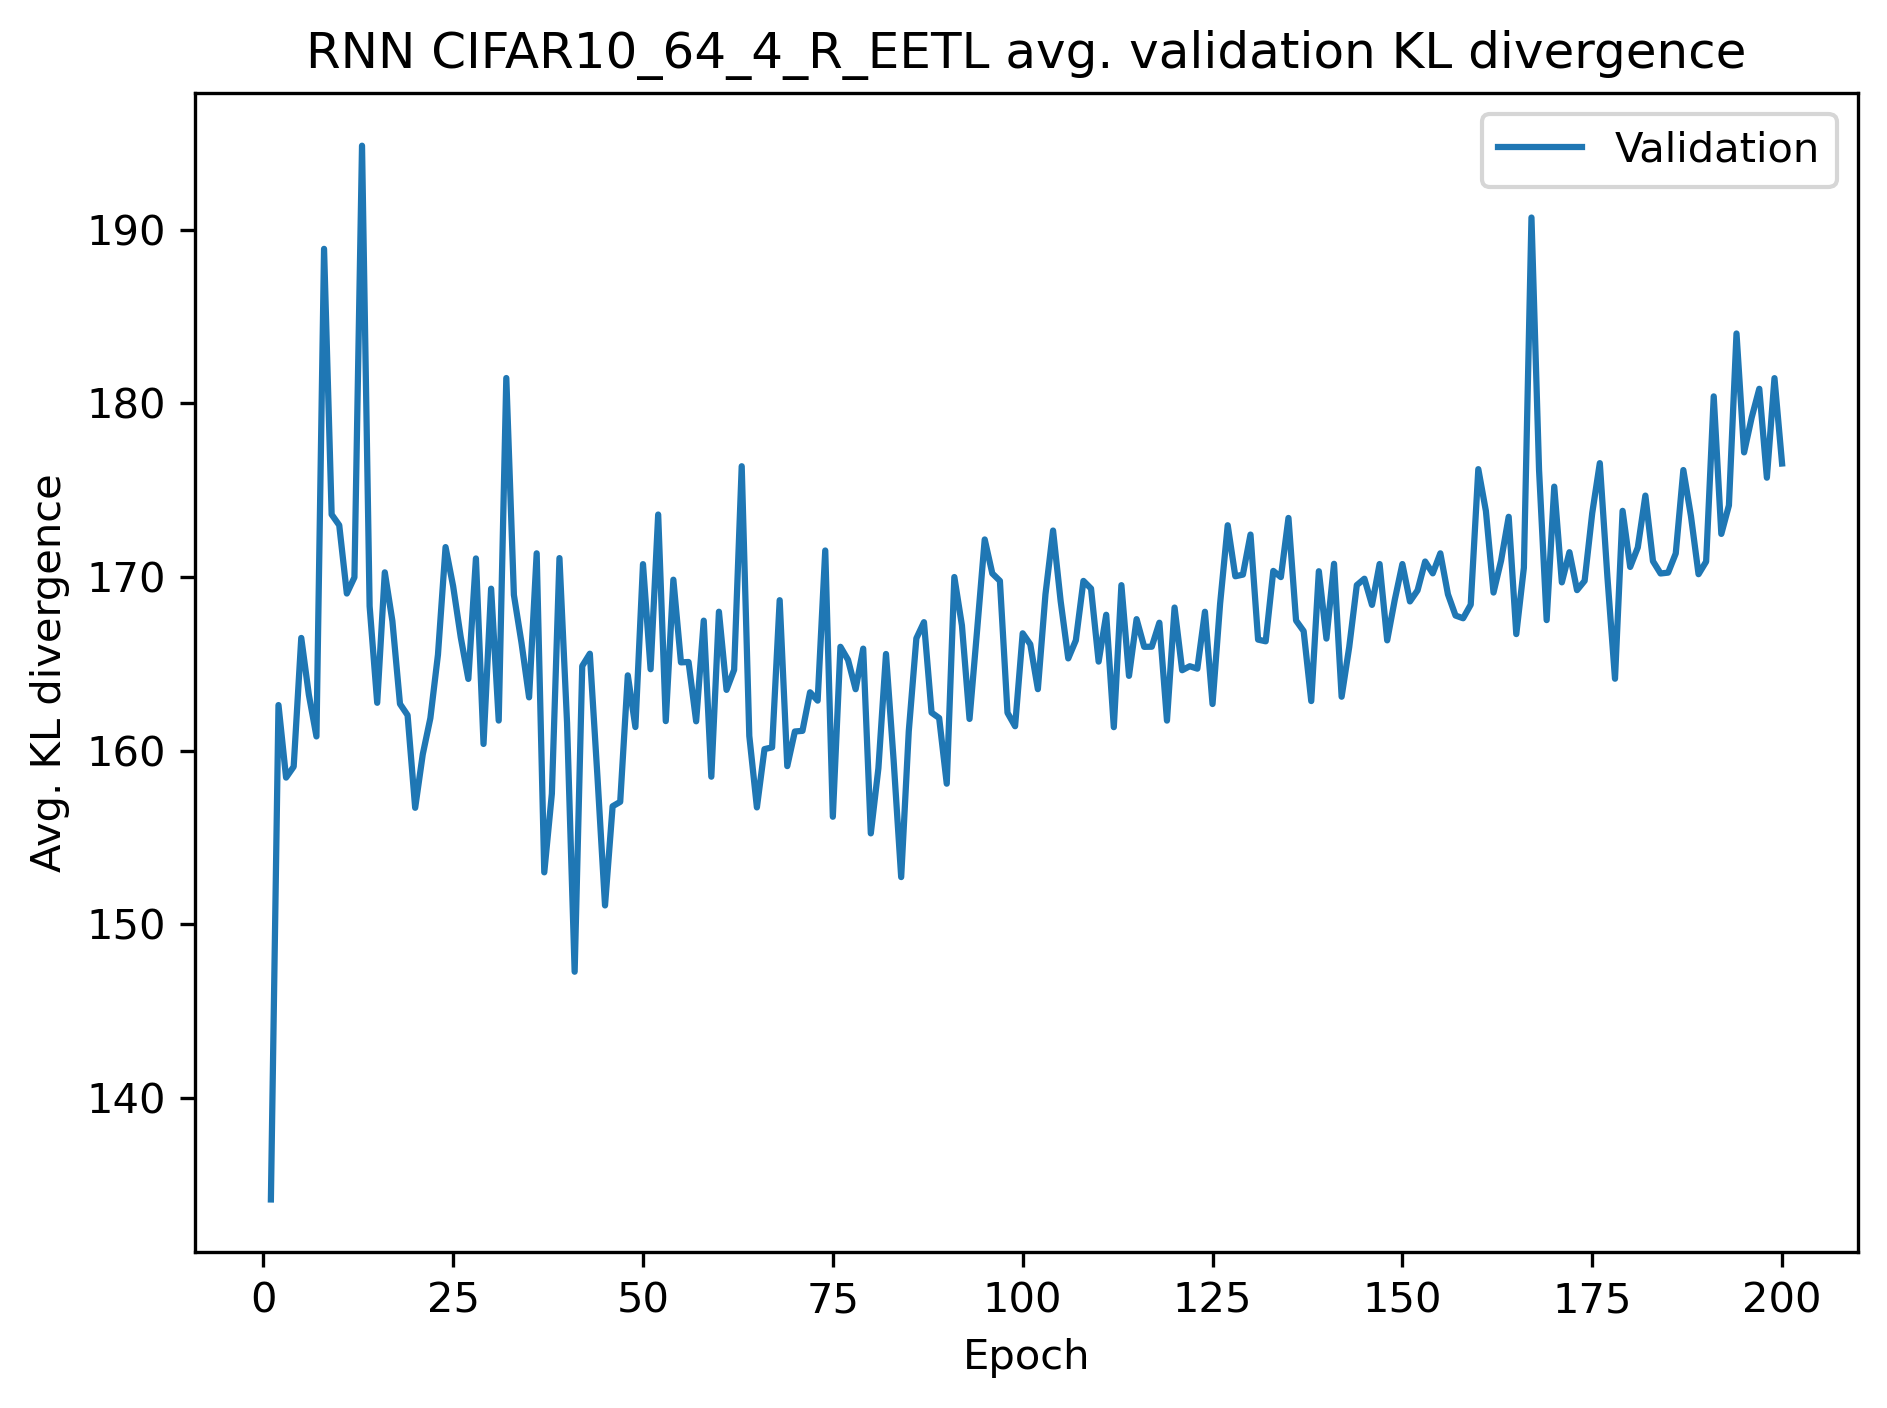 RNN CIFAR10_64_4_R_EETL avg. validation KL divergence
Validation
Avg. KL divergence
190
180
170
160
150
140
0 25 50 75 100 125 150 175 200
Epoch